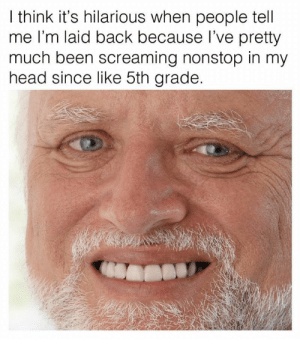 I think it's hilarious when people tell
me I'm laid back because I've pretty
much been screaming nonstop in my
head since like 5th grade.